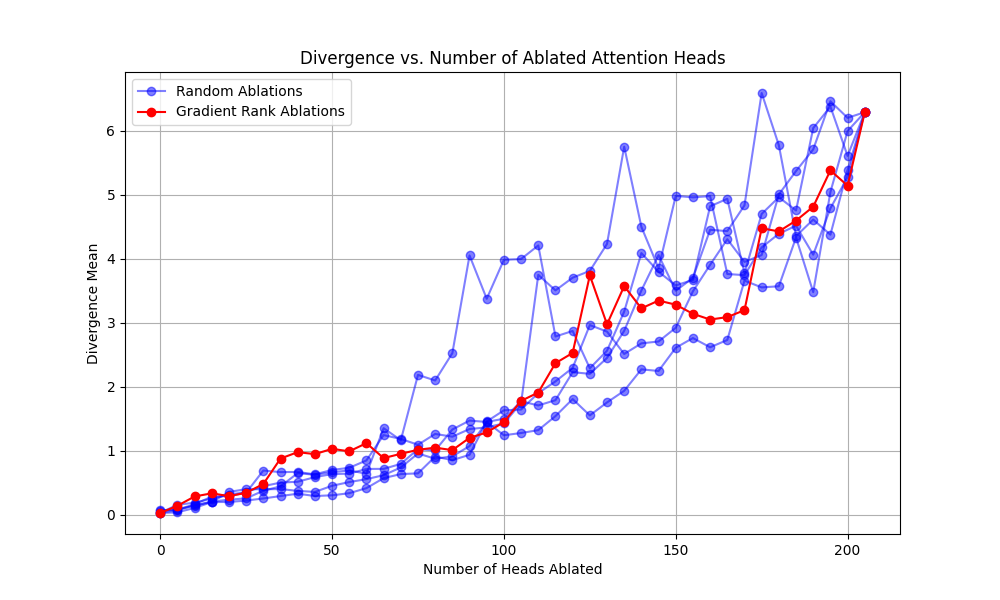 Divergence vs. Number of Ablated Attention Heads
Random Ablations
Gradient Rank Ablations
6
5
4
3
2
1
0
Divergence Mean
0 50 100 150 200
Number of Heads Ablated